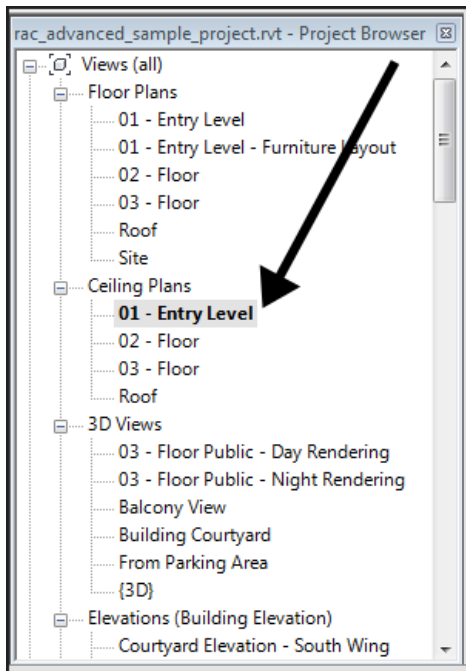 rac_advanced_sample_project.rvt - Project Browser
Views (all)
Floor Plans
01 - Entry Level
01 - Entry Level - Furniture Layout
02 - Floor
03 - Floor
Roof
Site
Ceiling Plans
01 - Entry Level
02 - Floor
03 - Floor
Roof
3D Views
03 - Floor Public - Day Rendering
03 - Floor Public - Night Rendering
Balcony View
Building Courtyard
From Parking Area
{3D}
Elevations (Building Elevation)
Courtyard Elevation - South Wing